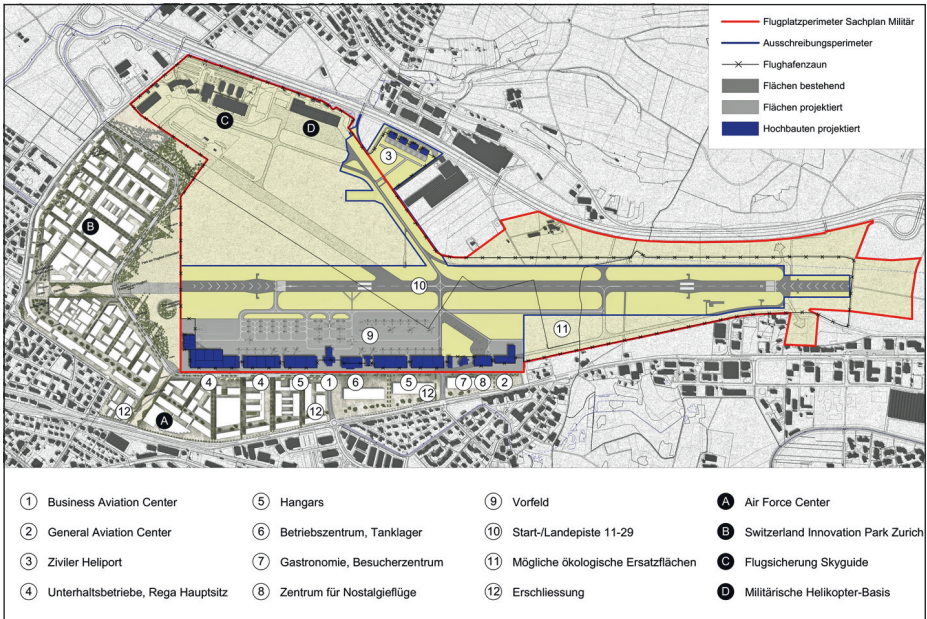 Flugplatzperimeter Sachplan Militär
Ausschreibungsperimeter
Flughafenzaun
Flächen bestehend
Flächen projektiert
Hochbauten projektiert
C
D
3
B
10
9
11
4
4
5
1
6
5
12
7
8
2
12
A
12
1 Business Aviation Center
2 General Aviation Center
3 Ziviler Heliport
4 Unterhaltsbetriebe, Rega Hauptsitz
5 Hangars
6 Betriebszentrum, Tanklager
7 Gastronomie, Besucherzentrum
8 Zentrum für Nostalgieflüge
9 Vorfeld
10 Start-/Landepiste 11-29
11 Mögliche ökologische Ersatzflächen
12 Erschliessung
A Air Force Center
B Switzerland Innovation Park Zurich
C Flugsicherung Skyguide
D Militärische Helikopter-Basis